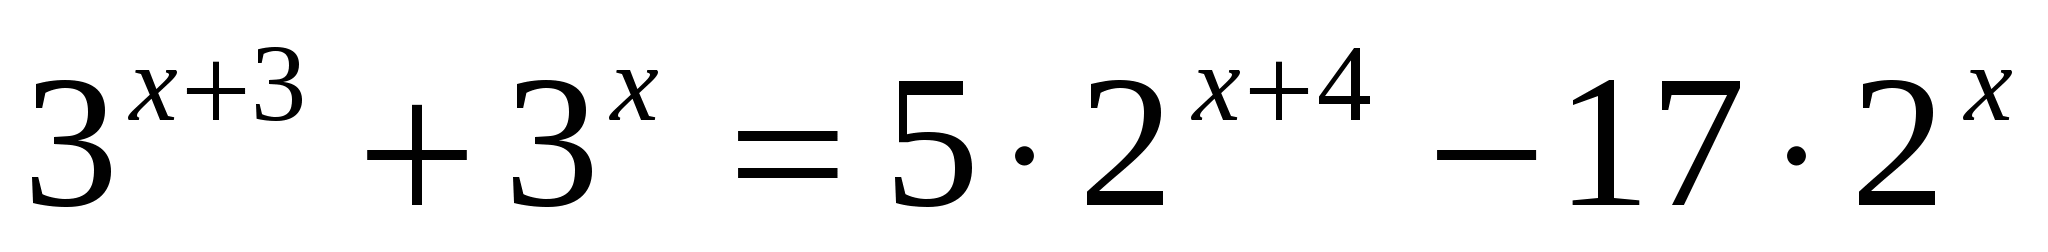 3^{x+3} + 3^x = 5 · 2^{x+4} − 17 · 2^x